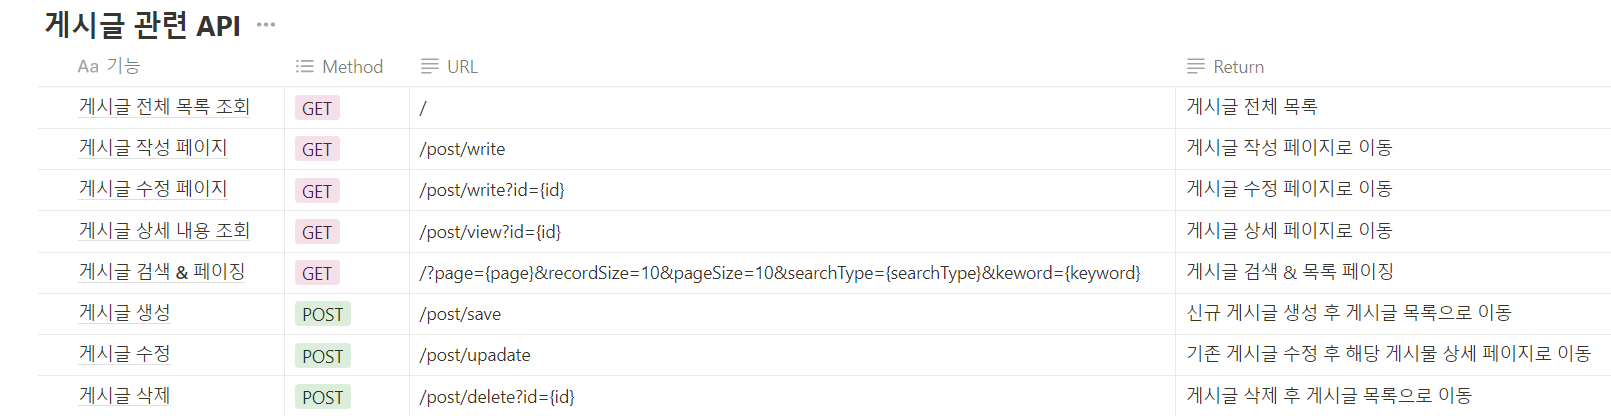 게시글 관련 API ...
Aa 기능 Method URL Return
게시글 전체 목록 조회 GET / 게시글 전체 목록
게시글 작성 페이지 GET /post/write 게시글 작성 페이지로 이동
게시글 수정 페이지 GET /post/write?id={id} 게시글 수정 페이지로 이동
게시글 상세 내용 조회 GET /post/view?id={id} 게시글 상세 페이지로 이동
게시글 검색 & 페이징 GET /?page={page}&recordSize=10&pageSize=10&searchType={searchType}&keword={keyword} 게시글 검색 & 목록 페이징
게시글 생성 POST /post/save 신규 게시글 생성 후 게시글 목록으로 이동
게시글 수정 POST /post/upadate 기존 게시글 수정 후 해당 게시물 상세 페이지로 이동
게시글 삭제 POST /post/delete?id={id} 게시글 삭제 후 게시글 목록으로 이동